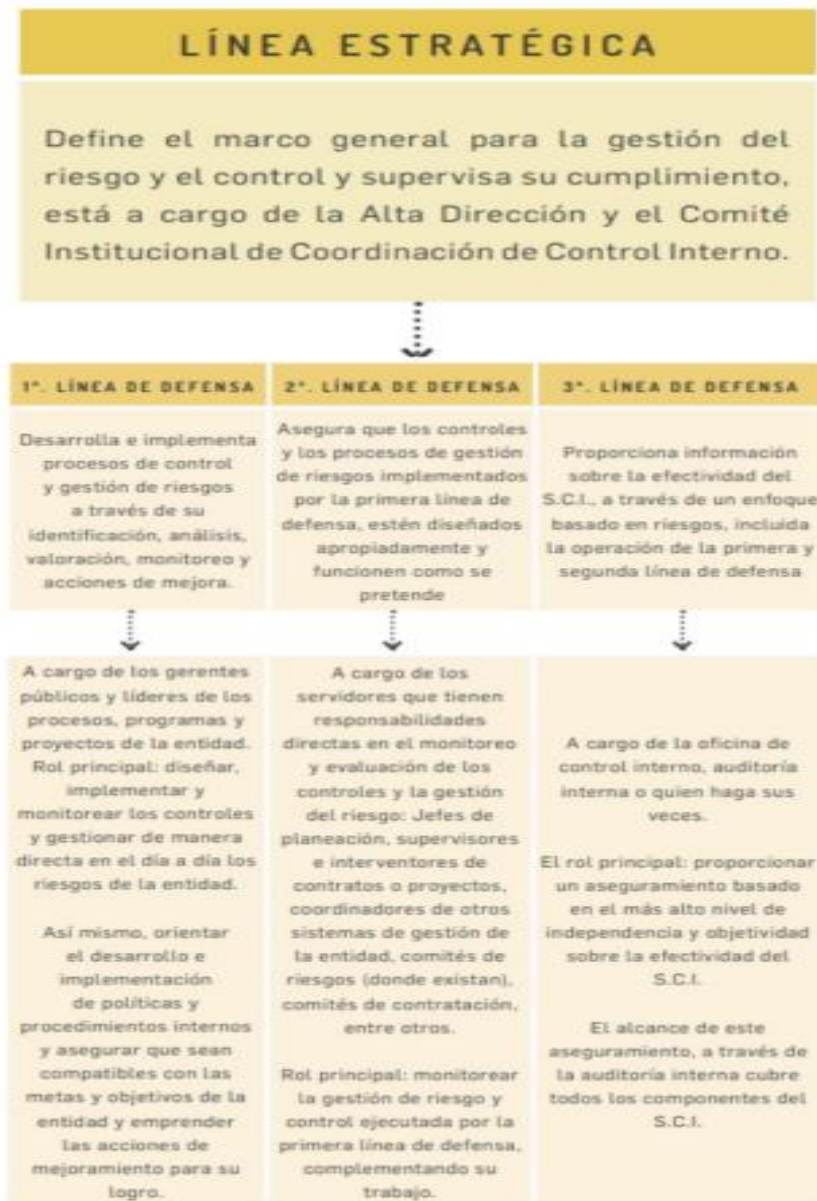 LÍNEA ESTRATÉGICA
Define el marco general para la gestión del
riesgo y el control y supervisa su cumplimiento,
está a cargo de la Alta Dirección y el Comité
Institucional de Coordinación de Control Interno.
1ª. LÍNEA DE DEFENSA
Desarrolla e implementa
procesos de control
y gestión de riesgos
a través de su
identificación, análisis,
valoración, monitoreo y
acciones de mejora.
A cargo de los gerentes
públicos y líderes de los
procesos, programas y
proyectos de la entidad.
Rol principal: diseñar,
implementar y
monitorear los controles
y gestionar de manera
directa en el día a día los
riesgos de la entidad.
Así mismo, orientar
el desarrollo e
implementación
de políticas y
procedimientos internos
y asegurar que sean
compatibles con las
metas y objetivos de la
entidad y emprender
las acciones de
mejoramiento para su
logro.
2ª. LÍNEA DE DEFENSA
Asegura que los controles
y los procesos de gestión
de riesgos implementados
por la primera línea de
defensa, estén diseñados
apropiadamente y
funcionen como se
pretende
A cargo de los
servidores que tienen
responsabilidades
directas en el monitoreo
y evaluación de los
controles y la gestión
del riesgo: Jefes de
planeación, supervisores
e interventores de
contratos o proyectos,
coordinadores de otros
sistemas de gestión de
la entidad, comités de
riesgos (donde existan),
comités de contratación,
entre otros.
Rol principal: monitorear
la gestión de riesgo y
control ejecutada por la
primera línea de defensa,
complementando su
trabajo.
3ª. LÍNEA DE DEFENSA
Proporciona información
sobre la efectividad del
S.C.I., a través de un enfoque
basado en riesgos, incluida
la operación de la primera y
segunda línea de defensa
A cargo de la oficina de
control interno, auditoría
interna o quien haga sus
veces.
El rol principal: proporcionar
un aseguramiento basado
en el más alto nivel de
independencia y objetividad
sobre la efectividad del
S.C.I.
El alcance de este
aseguramiento, a través de
la auditoría interna cubre
todos los componentes del
S.C.I.